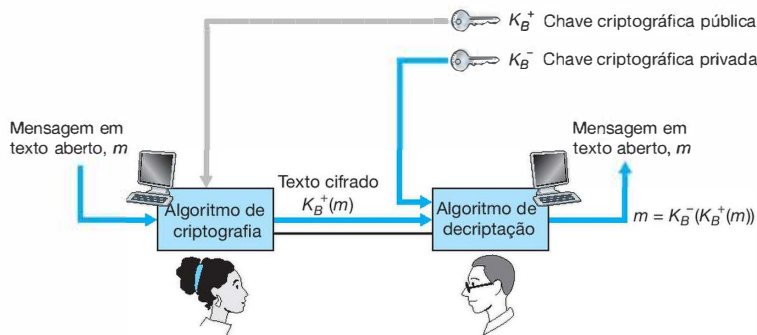 K_B^+ Chave criptográfica pública
K_B^- Chave criptográfica privada
Mensagem em
texto aberto, m
Mensagem em
texto aberto, m
Algoritmo de
criptografia
Texto cifrado
K_B^+(m)
Algoritmo de
decriptação
m = K_B^-(K_B^+(m))